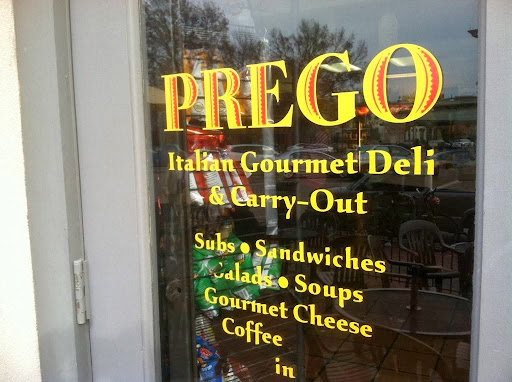 PREGO
Italian Gourmet Deli
& Carry-Out
Subs • Sandwiches
Salads • Soups
Gourmet Cheese
Coffee
in